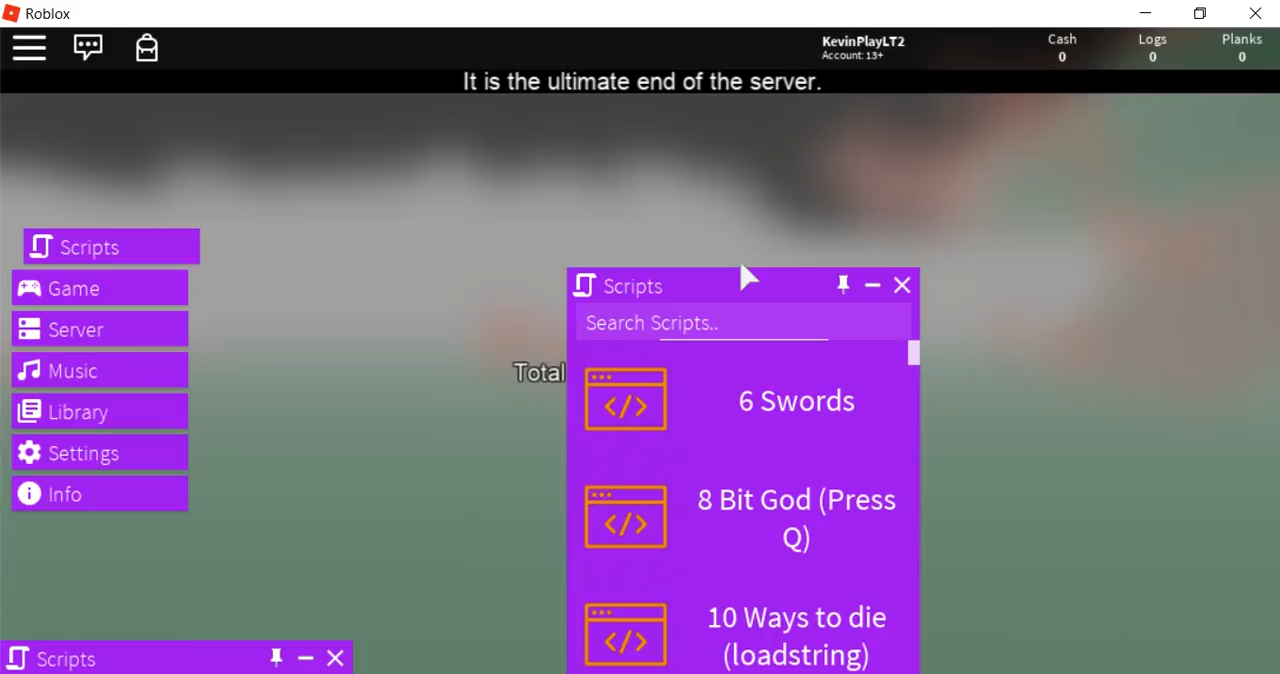 Roblox
KevinPlayLT2
Account: 13+
Cash
0
Logs
0
Planks
0
It is the ultimate end of the server.
Scripts
Game
Server
Music
Library
Settings
Info
Total
Scripts
Search Scripts..
6 Swords
8 Bit God (Press
Q)
10 Ways to die
(loadstring)
Scripts